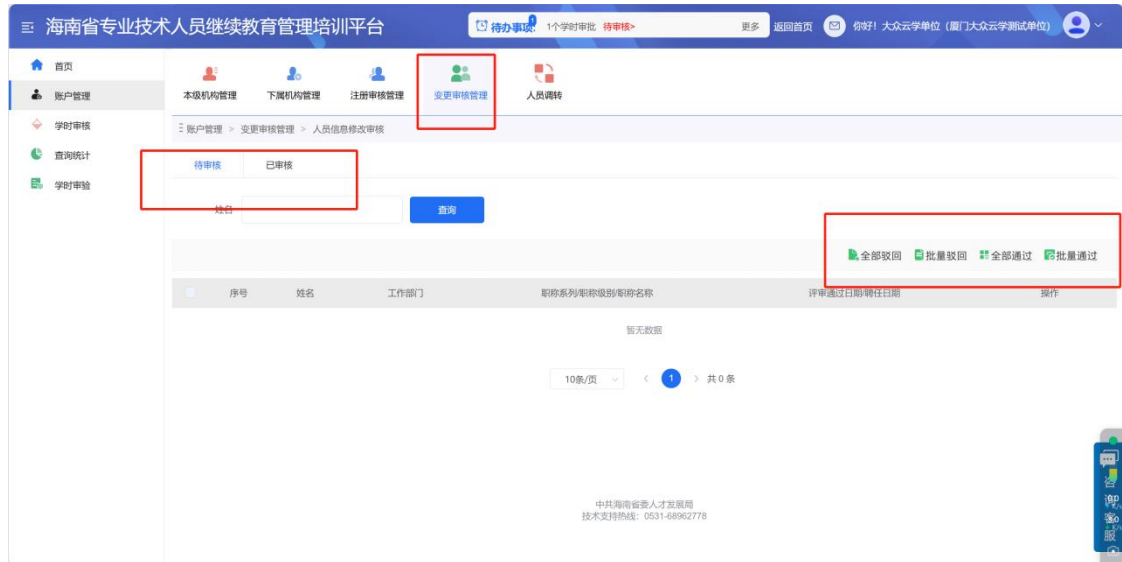 海南省专业技术人员继续教育管理培训平台
待办事项 1 1个学时审批 待审核> 更多 返回首页 你好！大众云学单位（厦门大众云学测试单位）
首页
账户管理
学时审核
查询统计
学时审验
本级机构管理 下属机构管理 注册审核管理 变更审核管理 人员调转
账户管理 > 变更审核管理 > 人员信息修改审核
待审核 已审核
姓名 查询
全部驳回 批量驳回 全部通过 批量通过
序号 姓名 工作部门 职称系列/职称级别/职称名称 评审通过日期/聘任日期 操作
暂无数据
10条/页 < 1 > 共 0 条
中共海南省委人才发展局
技术支持热线：0531-68962778
咨询客服